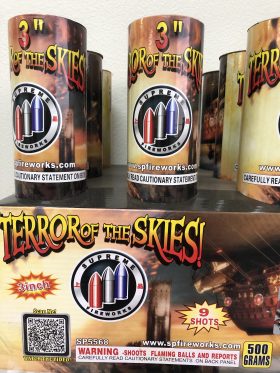 3"
TERROR OF THE SKIES!
SUPREME
FIREWORKS
www.spfireworks.com
CAUTIONARY STATEMENT ON
3"
TERROR OF THE SKIES!
SUPREME
FIREWORKS
www.spfireworks.com
READ CAUTIONARY STATEMENTS
CAREFULLY READ
TERROR OF THE SKIES!
3inch
SUPREME
FIREWORKS
9
SHOTS
Scan Me!
SP5568
www.spfireworks.com
WARNING -SHOOTS FLAMING BALLS AND REPORTS
CAREFULLY READ CAUTIONARY STATEMENTS ON BACK PANEL
500
GRAMS